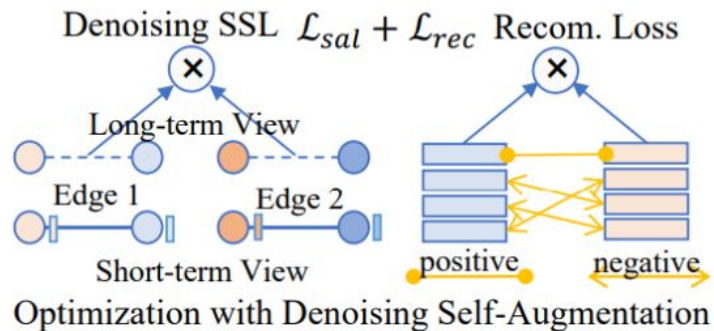 Denoising SSL $\mathcal{L}_{sal} + \mathcal{L}_{rec}$ Recom. Loss
×
×
Long-term View
Edge 1
Edge 2
Short-term View
positive
negative
Optimization with Denoising Self-Augmentation